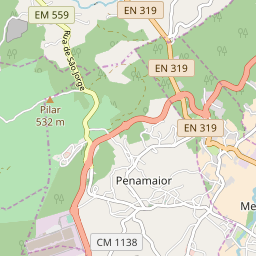 EM 559
EN 319
Rua de São Jorge
Pilar
532 m
EN 319
EN 319
Penamaior
Me
CM 1138